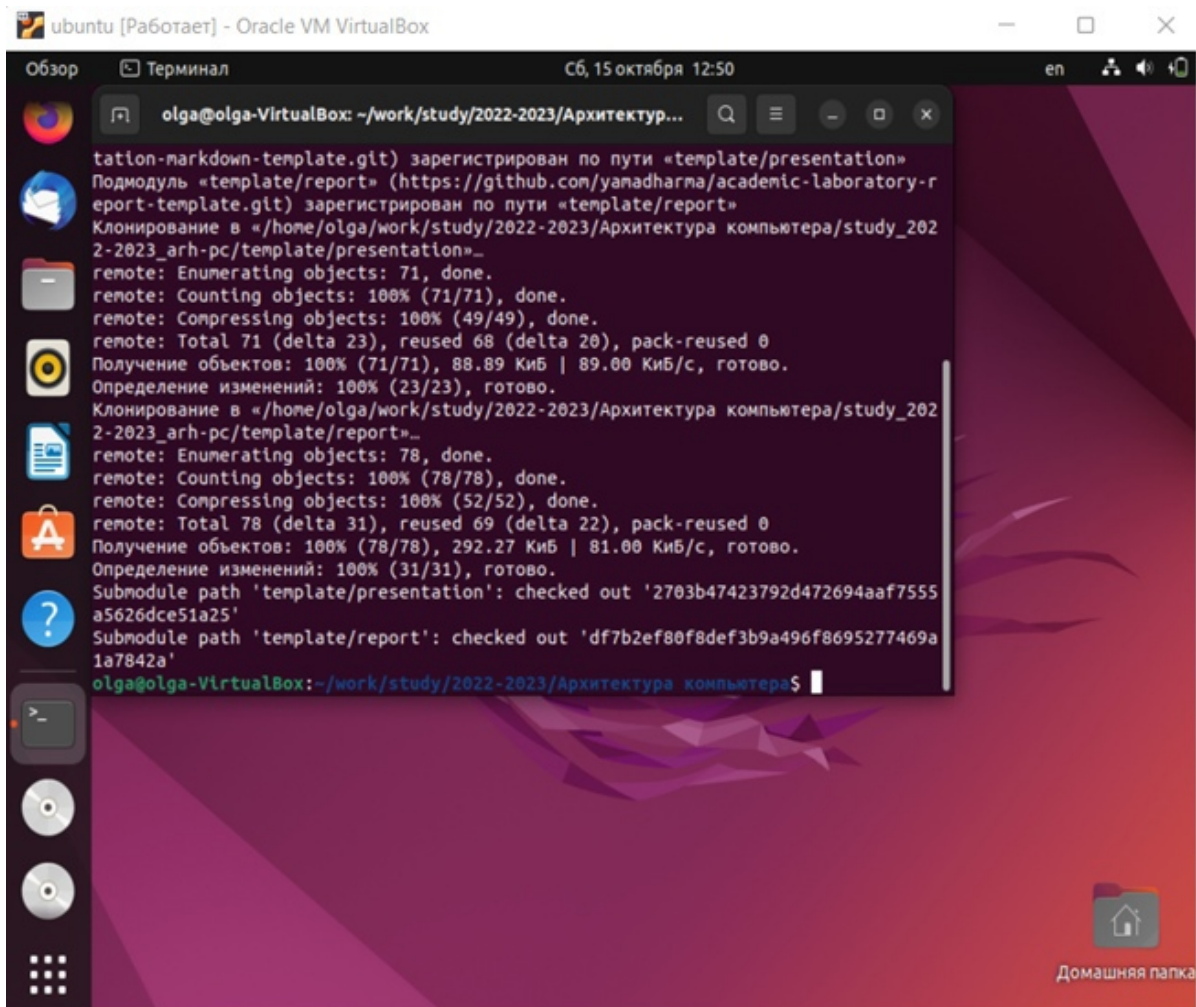 ubuntu [Работает] - Oracle VM VirtualBox
Обзор Терминал Сб, 15 октября 12:50 en
olga@olga-VirtualBox: ~/work/study/2022-2023/Архитектур...
tation-markdown-template.git) зарегистрирован по пути «template/presentation»
Подмодуль «template/report» (https://github.com/yamadharma/academic-laboratory-r
eport-template.git) зарегистрирован по пути «template/report»
Клонирование в «/home/olga/work/study/2022-2023/Архитектура компьютера/study_202
2-2023_arh-pc/template/presentation»…
remote: Enumerating objects: 71, done.
remote: Counting objects: 100% (71/71), done.
remote: Compressing objects: 100% (49/49), done.
remote: Total 71 (delta 23), reused 68 (delta 20), pack-reused 0
Получение объектов: 100% (71/71), 88.89 КиБ | 89.00 КиБ/с, готово.
Определение изменений: 100% (23/23), готово.
Клонирование в «/home/olga/work/study/2022-2023/Архитектура компьютера/study_202
2-2023_arh-pc/template/report»…
remote: Enumerating objects: 78, done.
remote: Counting objects: 100% (78/78), done.
remote: Compressing objects: 100% (52/52), done.
remote: Total 78 (delta 31), reused 69 (delta 22), pack-reused 0
Получение объектов: 100% (78/78), 292.27 КиБ | 81.00 КиБ/с, готово.
Определение изменений: 100% (31/31), готово.
Submodule path 'template/presentation': checked out '2703b47423792d472694aaf7555
a5626dce51a25'
Submodule path 'template/report': checked out 'df7b2ef80f8def3b9a496f8695277469a
1a7842a'
olga@olga-VirtualBox:~/work/study/2022-2023/Архитектура компьютера$
Домашняя папка